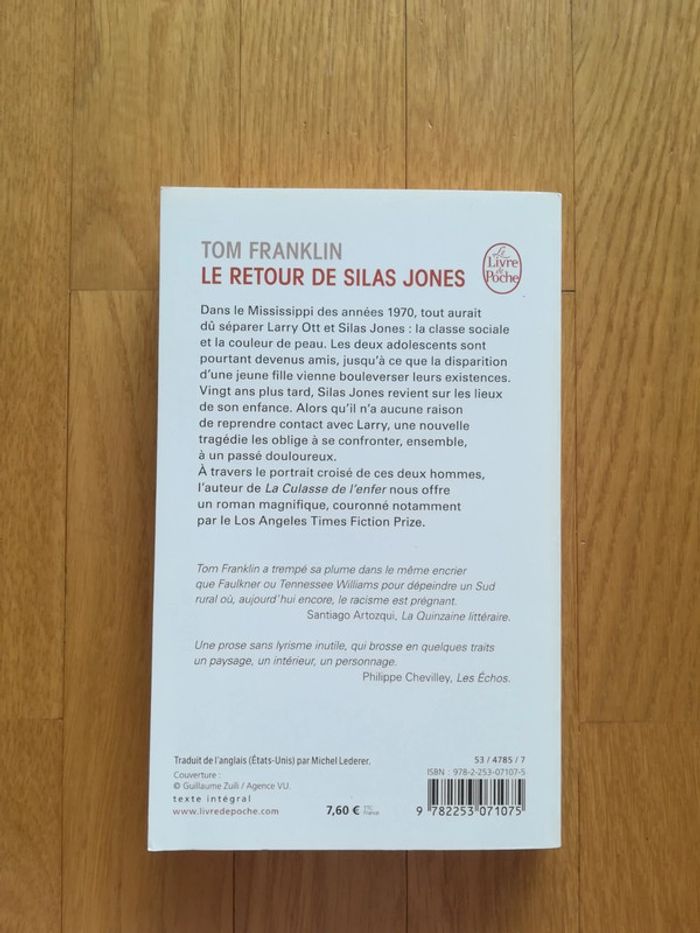 TOM FRANKLIN
LE RETOUR DE SILAS JONES
Le
Livre
de
Poche
Dans le Mississippi des années 1970, tout aurait
dû séparer Larry Ott et Silas Jones : la classe sociale
et la couleur de peau. Les deux adolescents sont
pourtant devenus amis, jusqu'à ce que la disparition
d'une jeune fille vienne bouleverser leurs existences.
Vingt ans plus tard, Silas Jones revient sur les lieux
de son enfance. Alors qu'il n'a aucune raison
de reprendre contact avec Larry, une nouvelle
tragédie les oblige à se confronter, ensemble,
à un passé douloureux.
À travers le portrait croisé de ces deux hommes,
l'auteur de La Culasse de l'enfer nous offre
un roman magnifique, couronné notamment
par le Los Angeles Times Fiction Prize.
Tom Franklin a trempé sa plume dans le même encrier
que Faulkner ou Tennessee Williams pour dépeindre un Sud
rural où, aujourd'hui encore, le racisme est prégnant.
Santiago Artozqui, La Quinzaine littéraire.
Une prose sans lyrisme inutile, qui brosse en quelques traits
un paysage, un intérieur, un personnage.
Philippe Chevilley, Les Échos.
Traduit de l'anglais (États-Unis) par Michel Lederer.
Couverture :
© Guillaume Zuili / Agence VU.
texte intégral
www.livredepoche.com
7,60 € TTC
France
53 / 4785 / 7
ISBN : 978-2-253-07107-5
9 782253 071075